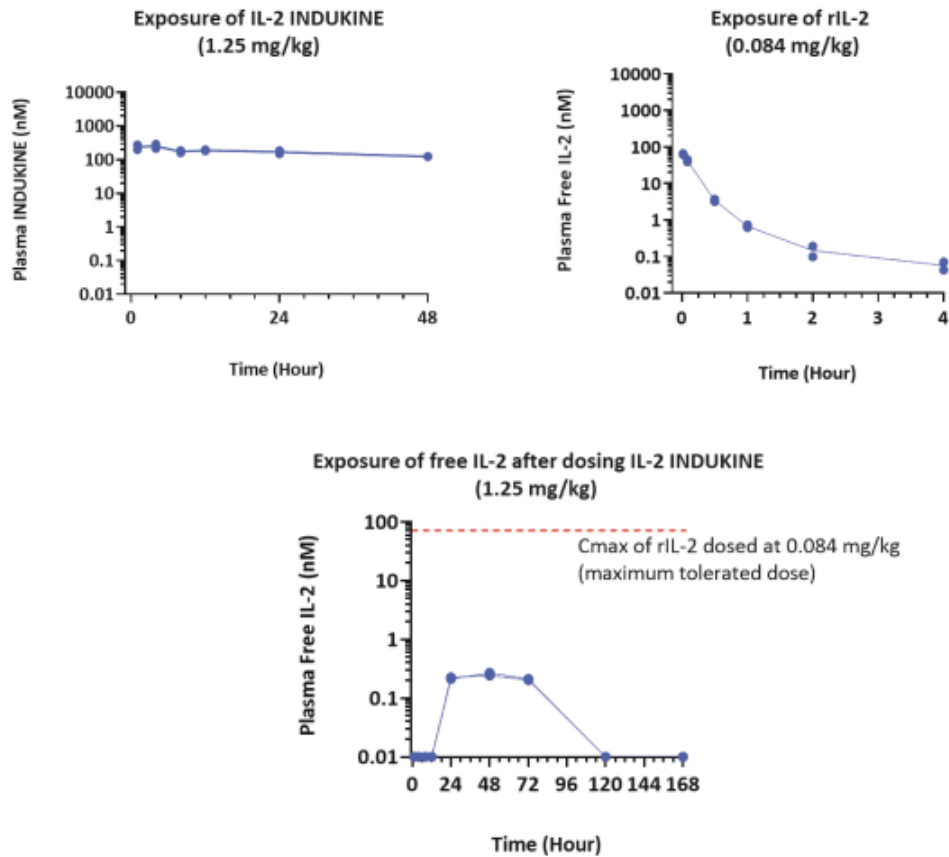 Exposure of IL-2 INDUKINE
(1.25 mg/kg)
Plasma INDUKINE (nM)
10000
1000
100
10
1
0.1
0.01
0
24
48
Time (Hour)
Exposure of rIL-2
(0.084 mg/kg)
Plasma Free IL-2 (nM)
10000
1000
100
10
1
0.1
0.01
0
1
2
3
4
Time (Hour)
Exposure of free IL-2 after dosing IL-2 INDUKINE
(1.25 mg/kg)
Plasma Free IL-2 (nM)
100
10
1
0.1
0.01
Cmax of rIL-2 dosed at 0.084 mg/kg
(maximum tolerated dose)
0 24 48 72 96 120 144 168
Time (Hour)